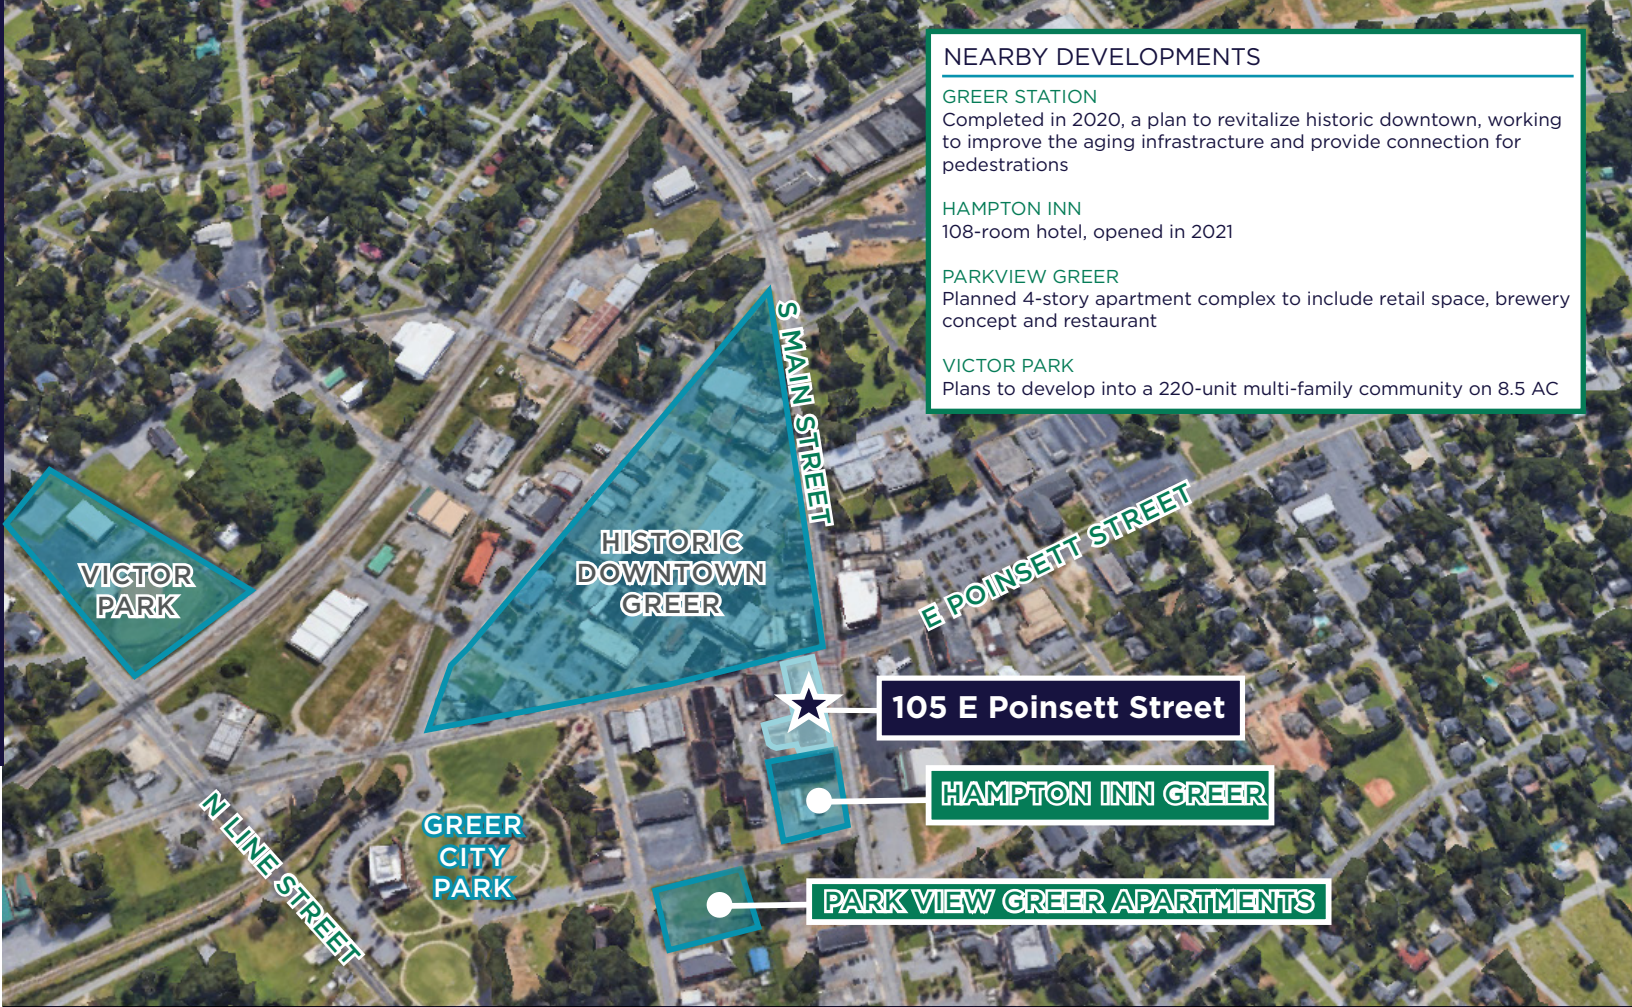 NEARBY DEVELOPMENTS
GREER STATION
Completed in 2020, a plan to revitalize historic downtown, working
to improve the aging infrastracture and provide connection for
pedestrations
HAMPTON INN
108-room hotel, opened in 2021
PARKVIEW GREER
Planned 4-story apartment complex to include retail space, brewery
concept and restaurant
VICTOR PARK
Plans to develop into a 220-unit multi-family community on 8.5 AC
S MAIN STREET
E POINSETT STREET
HISTORIC
DOWNTOWN
GREER
VICTOR
PARK
105 E Poinsett Street
HAMPTON INN GREER
N LINE STREET
GREER
CITY
PARK
PARK VIEW GREER APARTMENTS